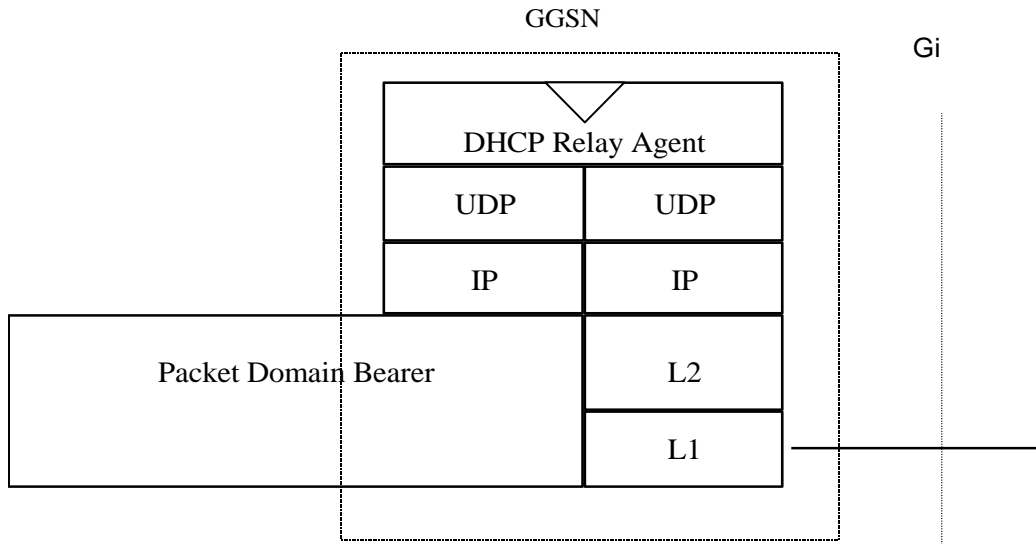 GGSN
Gi
DHCP Relay Agent
UDP UDP
IP IP
Packet Domain Bearer L2
L1